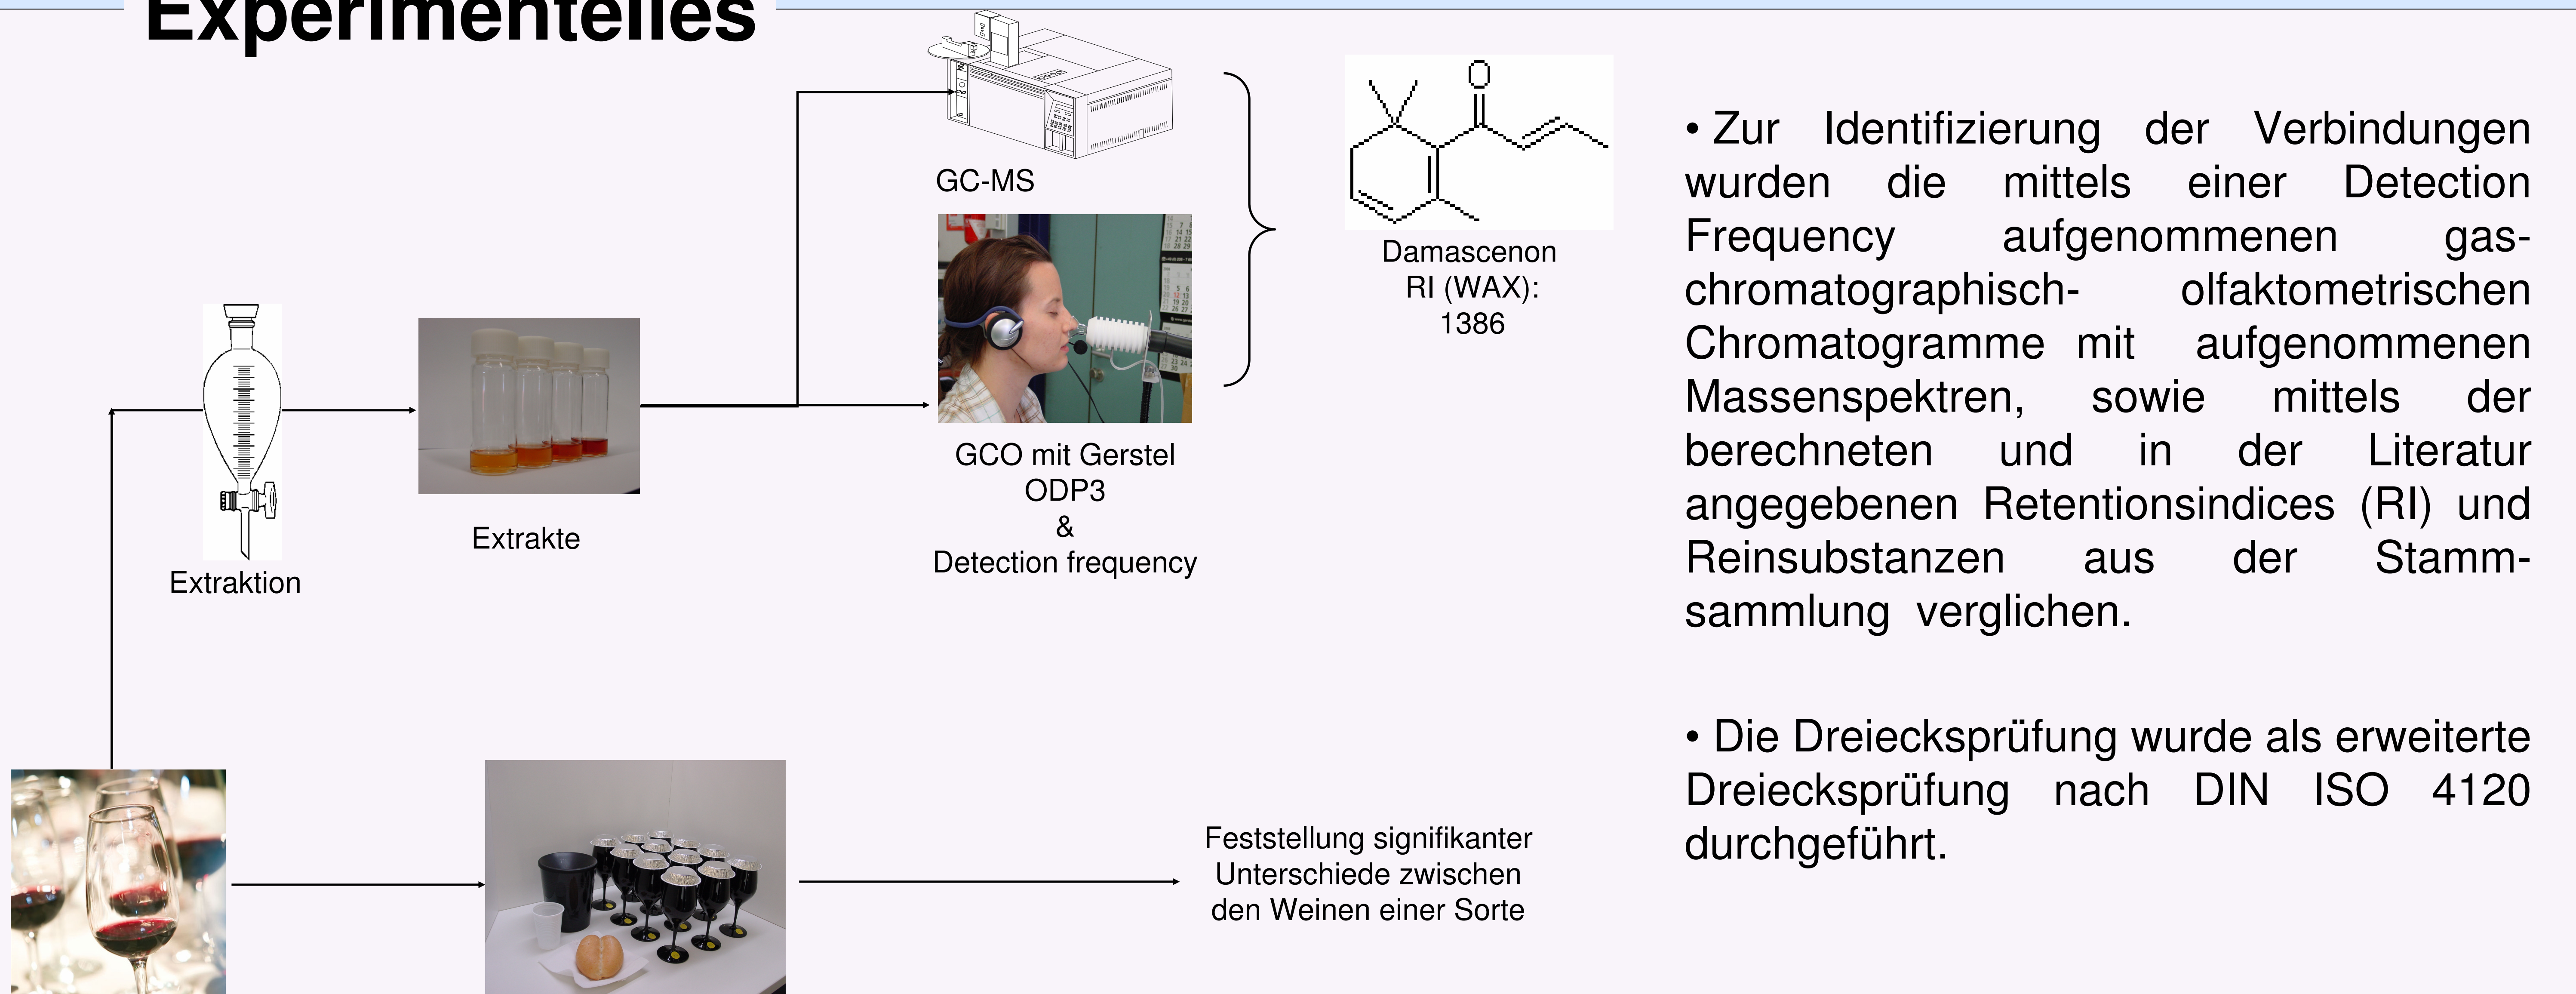 Experimentelles
GC-MS
O
Damascenon
RI (WAX):
1386
Extraktion
Extrakte
GCO mit Gerstel
ODP3
&
Detection frequency
Feststellung signifikanter
Unterschiede zwischen
den Weinen einer Sorte
• Zur Identifizierung der Verbindungen
wurden die mittels einer Detection
Frequency aufgenommenen gas-
chromatographisch- olfaktometrischen
Chromatogramme mit aufgenommenen
Massenspektren, sowie mittels der
berechneten und in der Literatur
angegebenen Retentionsindices (RI) und
Reinsubstanzen aus der Stamm-
sammlung verglichen.
• Die Dreiecksprüfung wurde als erweiterte
Dreiecksprüfung nach DIN ISO 4120
durchgeführt.